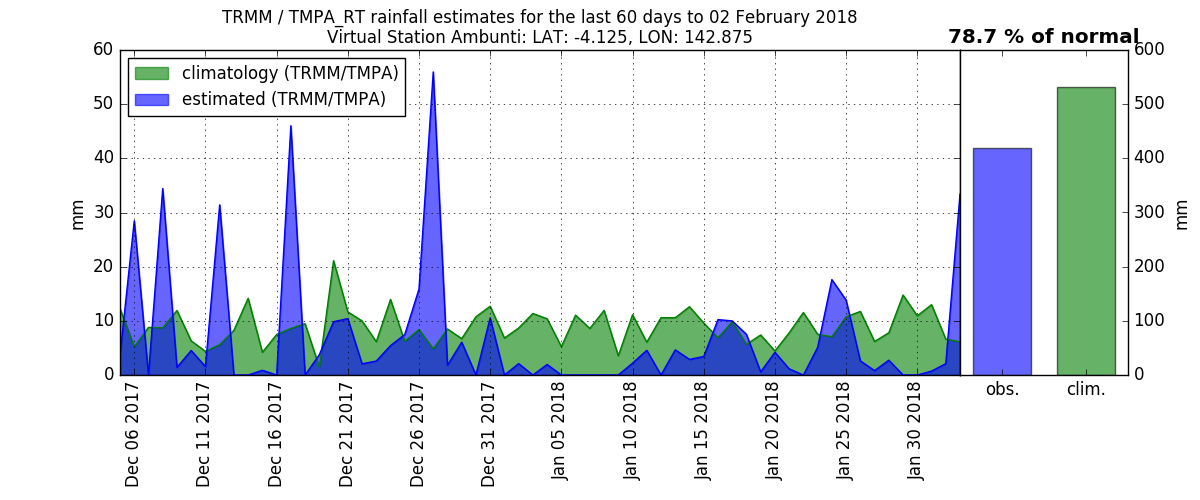 TRMM / TMPA_RT rainfall estimates for the last 60 days to 02 February 2018
Virtual Station Ambunti: LAT: -4.125, LON: 142.875
78.7 % of normal
climatology (TRMM/TMPA)
estimated (TRMM/TMPA)
60
50
40
30
20
10
0
mm
600
500
400
300
200
100
0
mm
Dec 06 2017
Dec 11 2017
Dec 16 2017
Dec 21 2017
Dec 26 2017
Dec 31 2017
Jan 05 2018
Jan 10 2018
Jan 15 2018
Jan 20 2018
Jan 25 2018
Jan 30 2018
obs.
clim.